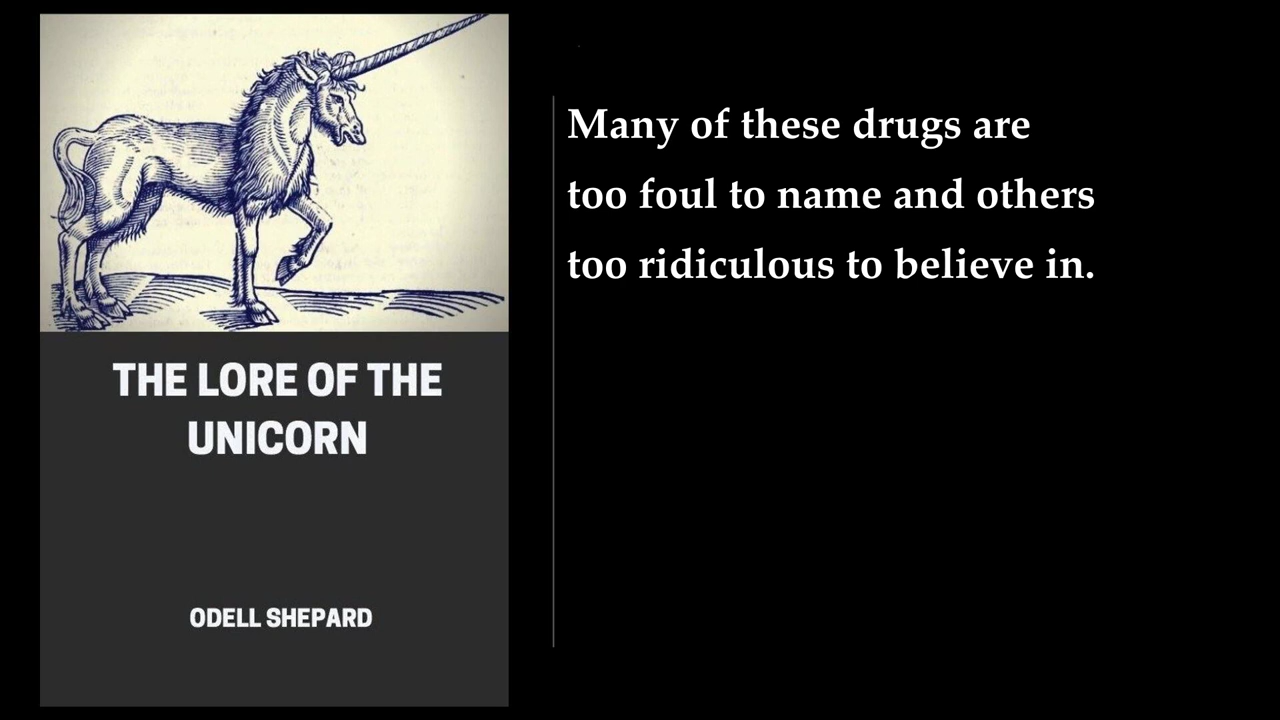 THE LORE OF THE
UNICORN
ODELL SHEPARD
Many of these drugs are
too foul to name and others
too ridiculous to believe in.